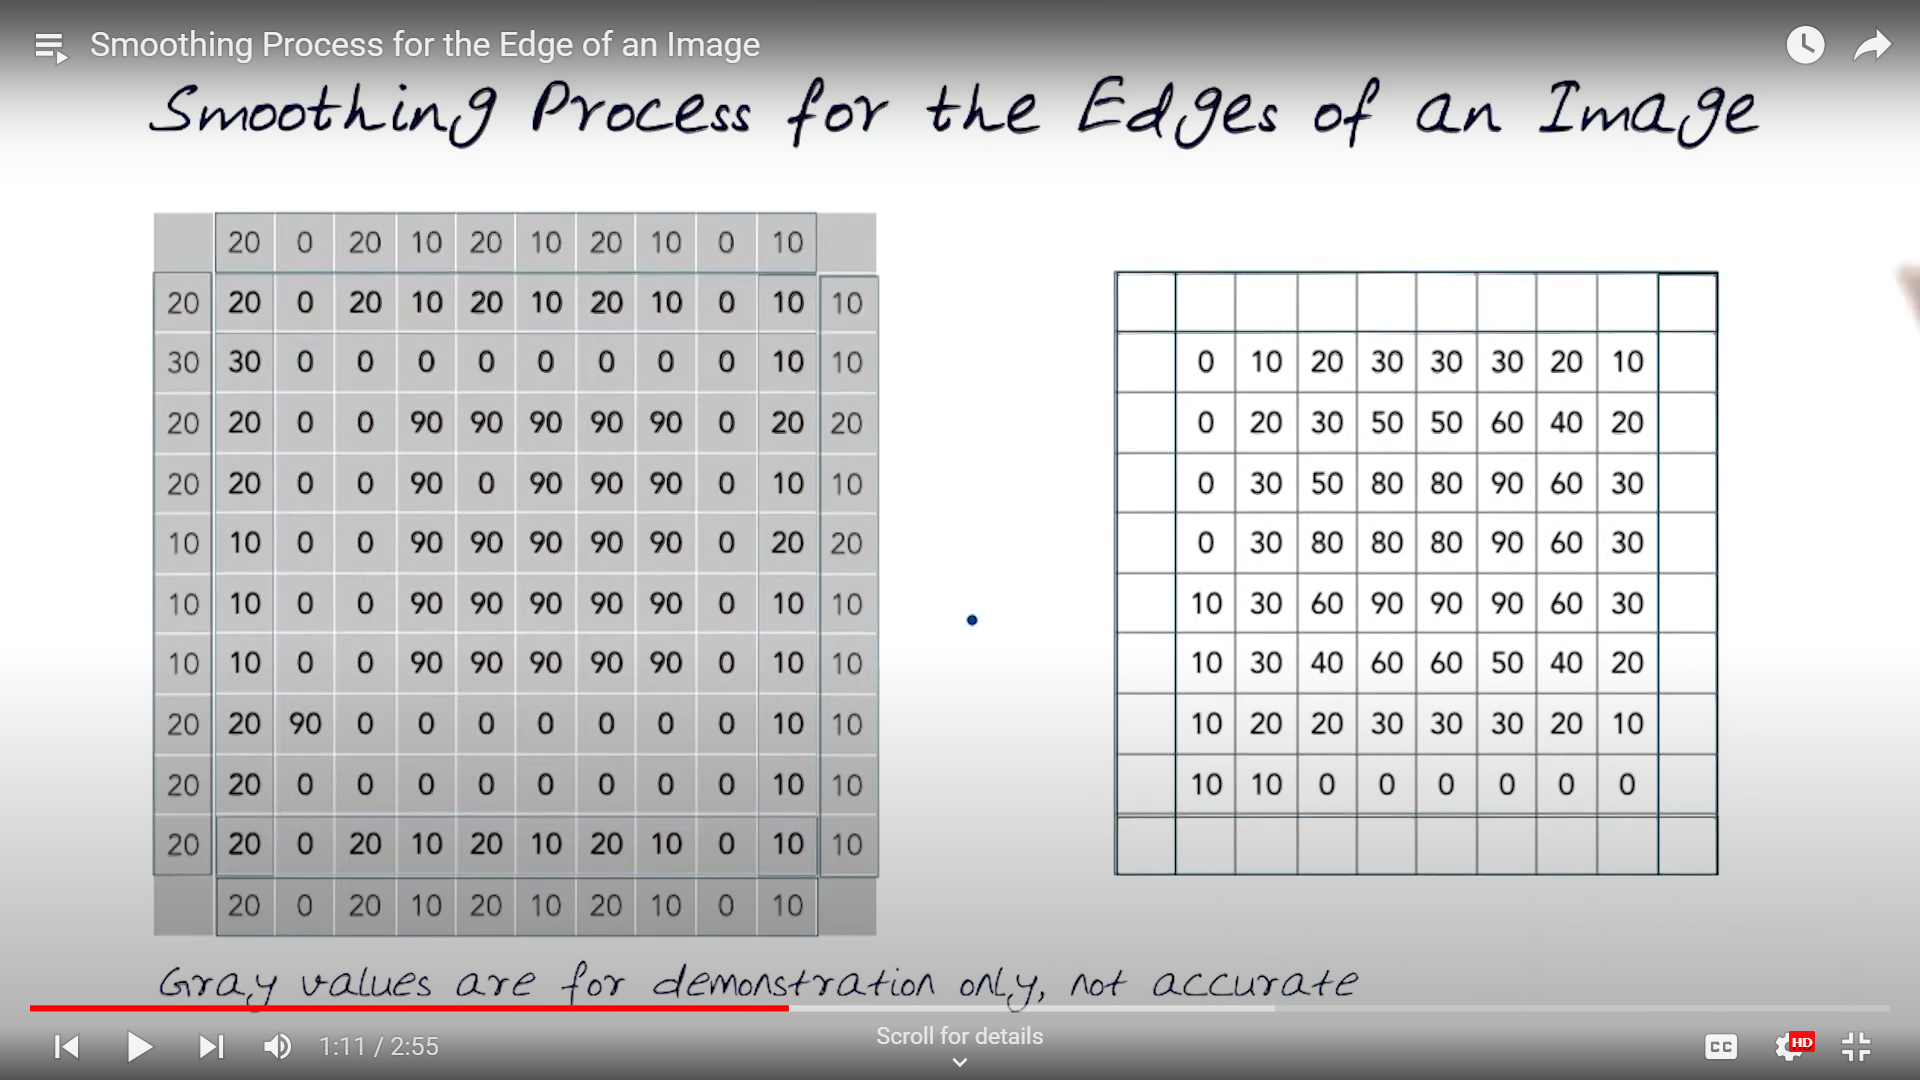 Smoothing Process for the Edge of an Image
Smoothing Process for the Edges of an Image
20 0 20 10 20 10 20 10 0 10
20 20 0 20 10 20 10 20 10 0 10 10
30 30 0 0 0 0 0 0 0 0 10 10
0 10 20 30 30 30 20 10
20 20 0 0 90 90 90 90 90 0 20 20
0 20 30 50 50 60 40 20
20 20 0 0 90 0 90 90 90 0 10 10
0 30 50 80 80 90 60 30
10 10 0 0 90 90 90 90 90 0 20 20
0 30 80 80 80 90 60 30
10 10 0 0 90 90 90 90 90 0 10 10
10 30 60 90 90 90 60 30
10 10 0 0 90 90 90 90 90 0 10 10
10 30 40 60 60 50 40 20
20 20 90 0 0 0 0 0 0 0 10 10
10 20 20 30 30 30 20 10
20 20 0 0 0 0 0 0 0 0 10 10
10 10 0 0 0 0 0 0
20 20 0 20 10 20 10 20 10 0 10 10
20 0 20 10 20 10 20 10 0 10
Gray values are for demonstration only, not accurate
1:11 / 2:55
Scroll for details
CC
HD